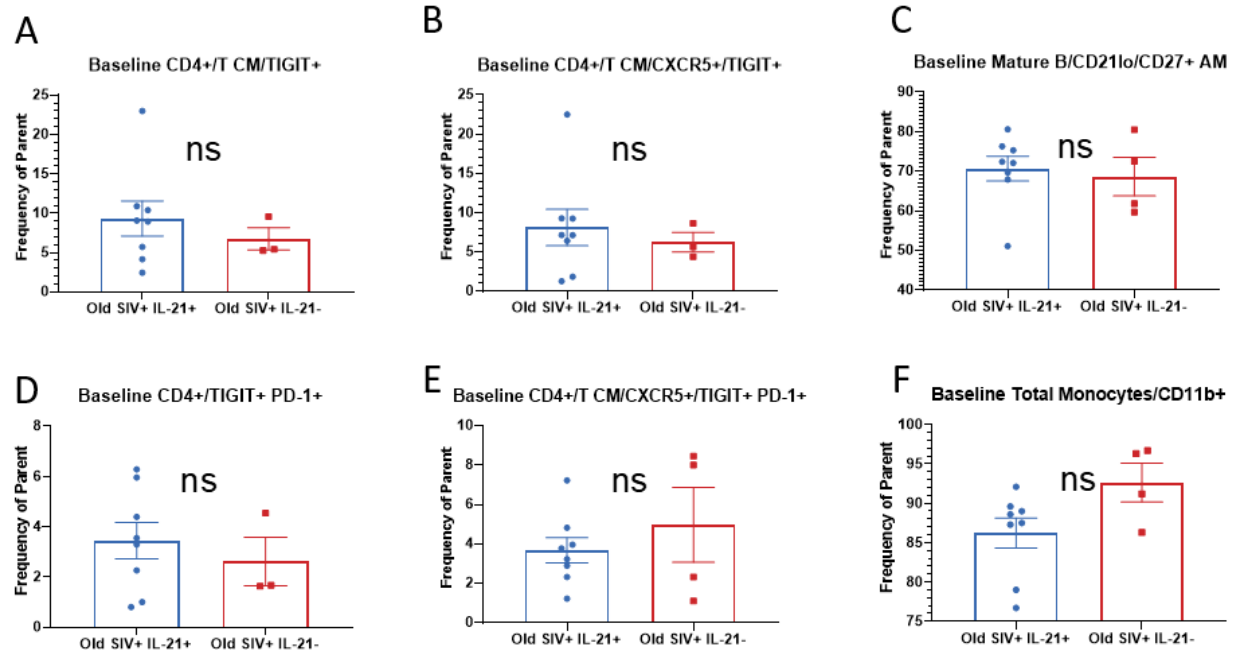 A
Baseline CD4+/T CM/TIGIT+
Frequency of Parent
25
20
15
10
5
0
ns
Old SIV+ IL-21+ Old SIV+ IL-21-
B
Baseline CD4+/T CM/CXCR5+/TIGIT+
Frequency of Parent
25
20
15
10
5
0
ns
Old SIV+ IL-21+ Old SIV+ IL-21-
C
Baseline Mature B/CD21lo/CD27+ AM
Frequency of Parent
90
80
70
60
50
40
ns
Old SIV+ IL-21+ Old SIV+ IL-21-
D
Baseline CD4+/TIGIT+ PD-1+
Frequency of Parent
8
6
4
2
0
ns
Old SIV+ IL-21+ Old SIV+ IL-21-
E
Baseline CD4+/T CM/CXCR5+/TIGIT+ PD-1+
Frequency of Parent
10
8
6
4
2
0
ns
Old SIV+ IL-21+ Old SIV+ IL-21-
F
Baseline Total Monocytes/CD11b+
Frequency of Parent
100
95
90
85
80
75
ns
Old SIV+ IL-21+ Old SIV+ IL-21-